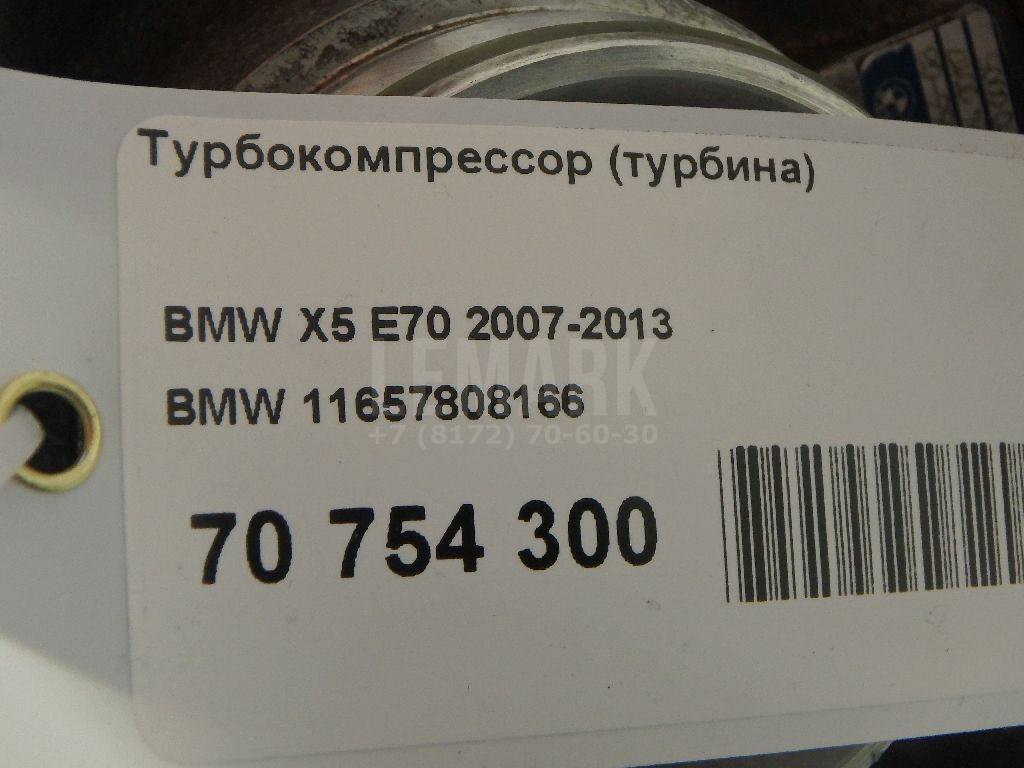 Турбокомпрессор (турбина)
BMW X5 E70 2007-2013
LEMARK
BMW 11657808166
+7 (8172) 70-60-30
70 754 300